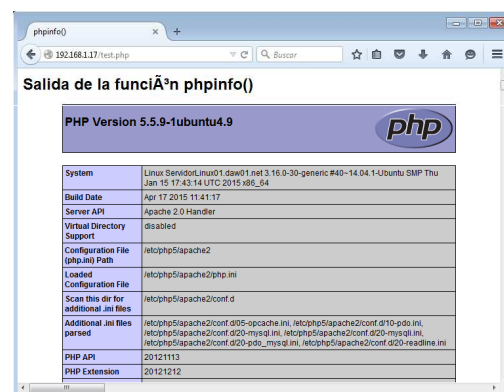 phpinfo()
192.168.1.17/test.php
Buscar
Salida de la funciÃ³n phpinfo()
PHP Version 5.5.9-1ubuntu4.9
php
System Linux ServidorLinux01.daw01.net 3.16.0-30-generic #40~14.04.1-Ubuntu SMP Thu
Jan 15 17:43:14 UTC 2015 x86_64
Build Date Apr 17 2015 11:41:17
Server API Apache 2.0 Handler
Virtual Directory disabled
Support
Configuration File /etc/php5/apache2
(php.ini) Path
Loaded /etc/php5/apache2/php.ini
Configuration File
Scan this dir for /etc/php5/apache2/conf.d
additional .ini files
Additional .ini files /etc/php5/apache2/conf.d/05-opcache.ini, /etc/php5/apache2/conf.d/10-pdo.ini,
parsed /etc/php5/apache2/conf.d/20-mysql.ini, /etc/php5/apache2/conf.d/20-mysqli.ini,
/etc/php5/apache2/conf.d/20-pdo_mysql.ini, /etc/php5/apache2/conf.d/20-readline.ini
PHP API 20121113
PHP Extension 20121212